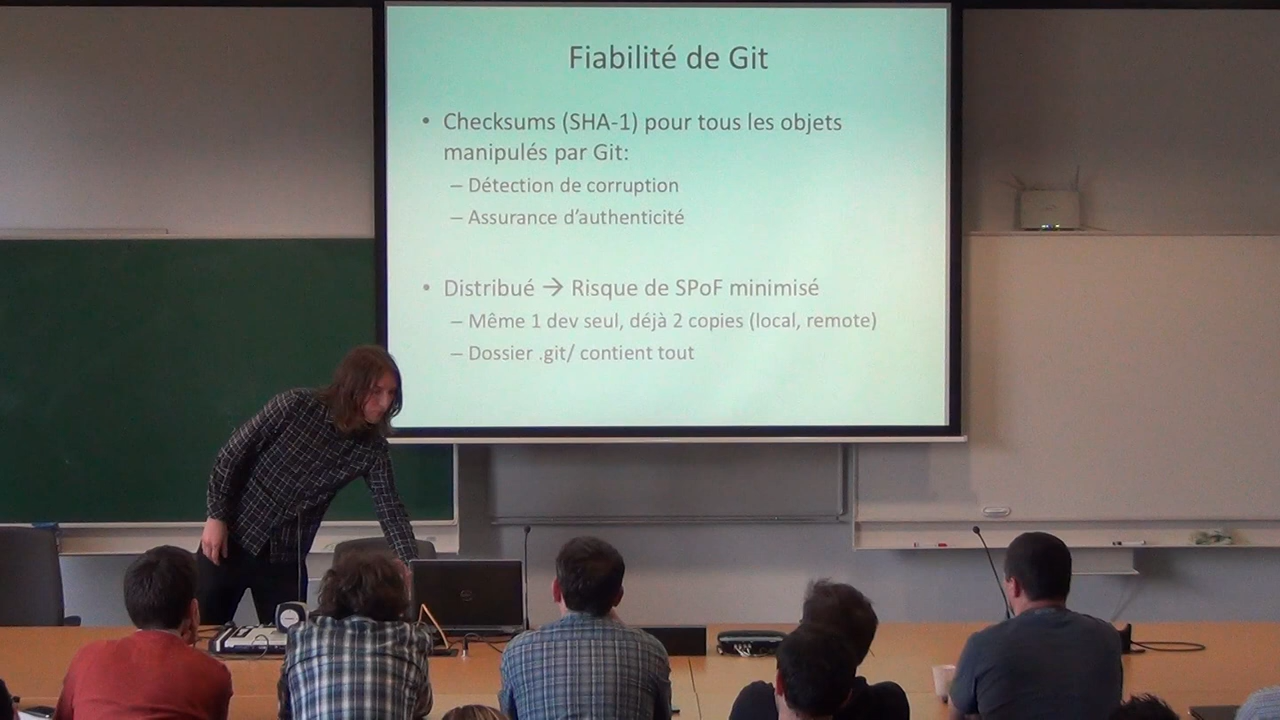 Fiabilité de Git
• Checksums (SHA-1) pour tous les objets
manipulés par Git:
– Détection de corruption
– Assurance d’authenticité
• Distribué → Risque de SPoF minimisé
– Même 1 dev seul, déjà 2 copies (local, remote)
– Dossier .git/ contient tout